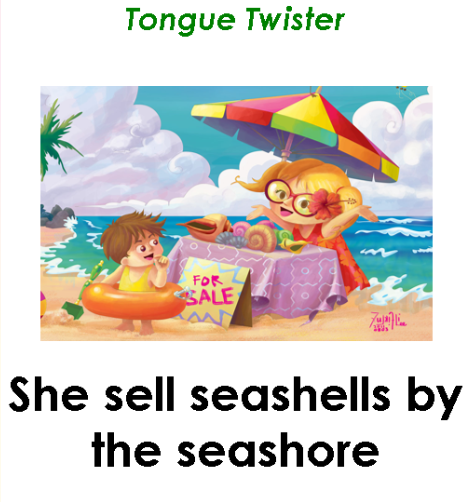 Tongue Twister
FOR
SALE
She sell seashells by
the seashore